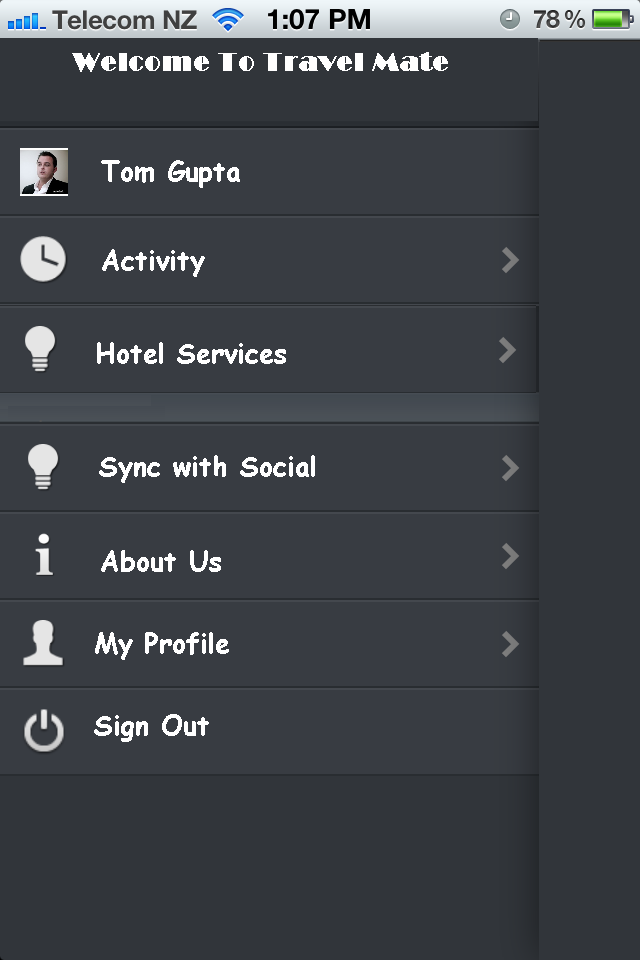 Telecom NZ 1:07 PM 78%
Welcome To Travel Mate
Tom Gupta
Activity
Hotel Services
Sync with Social
About Us
My Profile
Sign Out